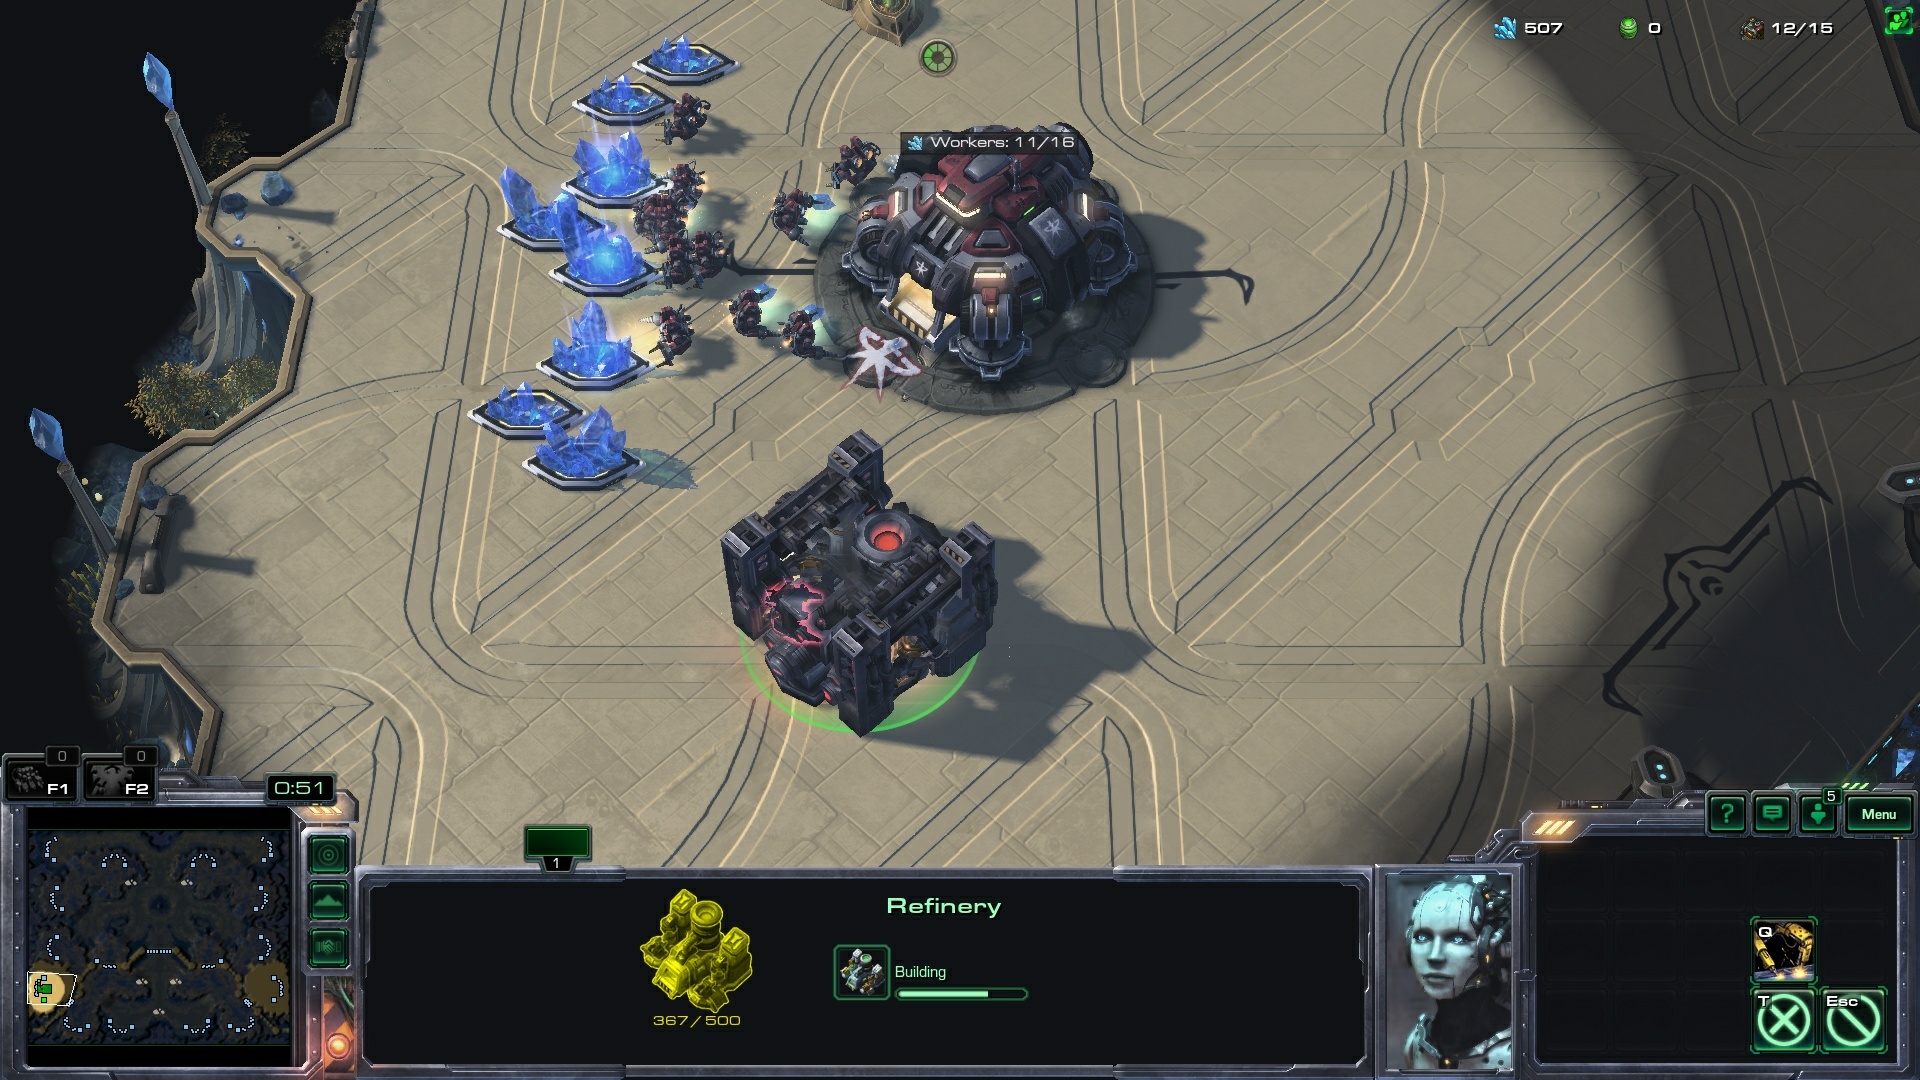 507
0
12/15
Workers: 11/16
0
0
F1
F2
0:51
5
?
Menu
1
Refinery
Building
367/500
Q
T
Esc